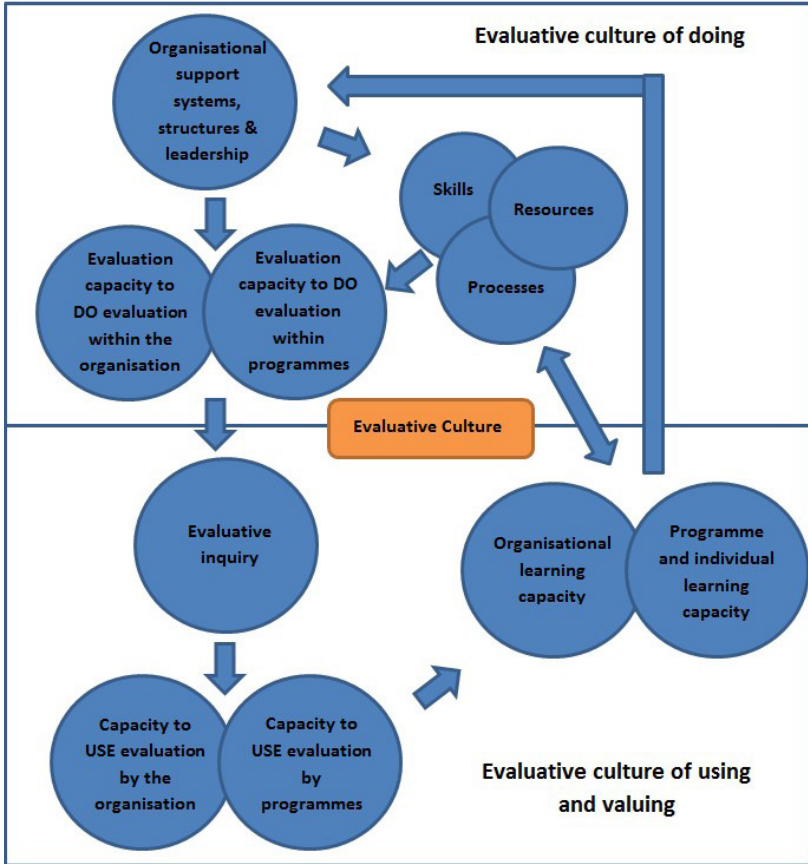 Evaluative culture of doing
Organisational
support
systems,
structures &
leadership
Skills
Resources
Processes
Evaluation
capacity to
DO evaluation
within the
organisation
Evaluation
capacity to DO
evaluation
within
programmes
Evaluative Culture
Evaluative
inquiry
Organisational
learning
capacity
Programme
and individual
learning
capacity
Capacity to
USE evaluation
by the
organisation
Capacity to
USE evaluation
by
programmes
Evaluative culture of using
and valuing